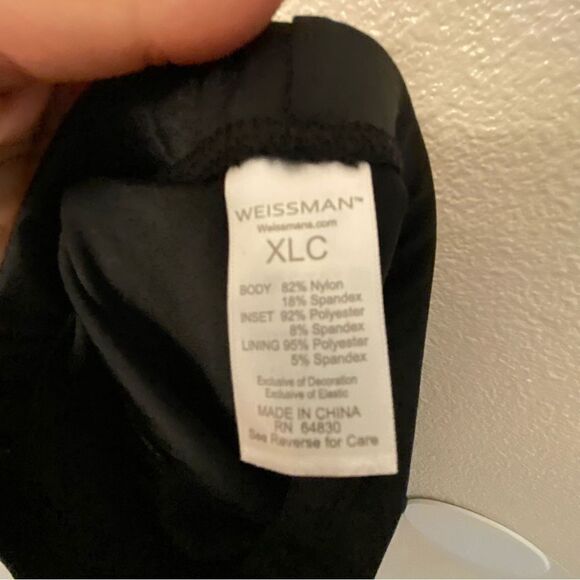 WEISSMAN™
Weissmans.com
XLC
BODY 82% Nylon
18% Spandex
INSET 92% Polyester
8% Spandex
LINING 95% Polyester
5% Spandex
Exclusive of Decoration
Exclusive of Elastic
MADE IN CHINA
RN 64830
See Reverse for Care